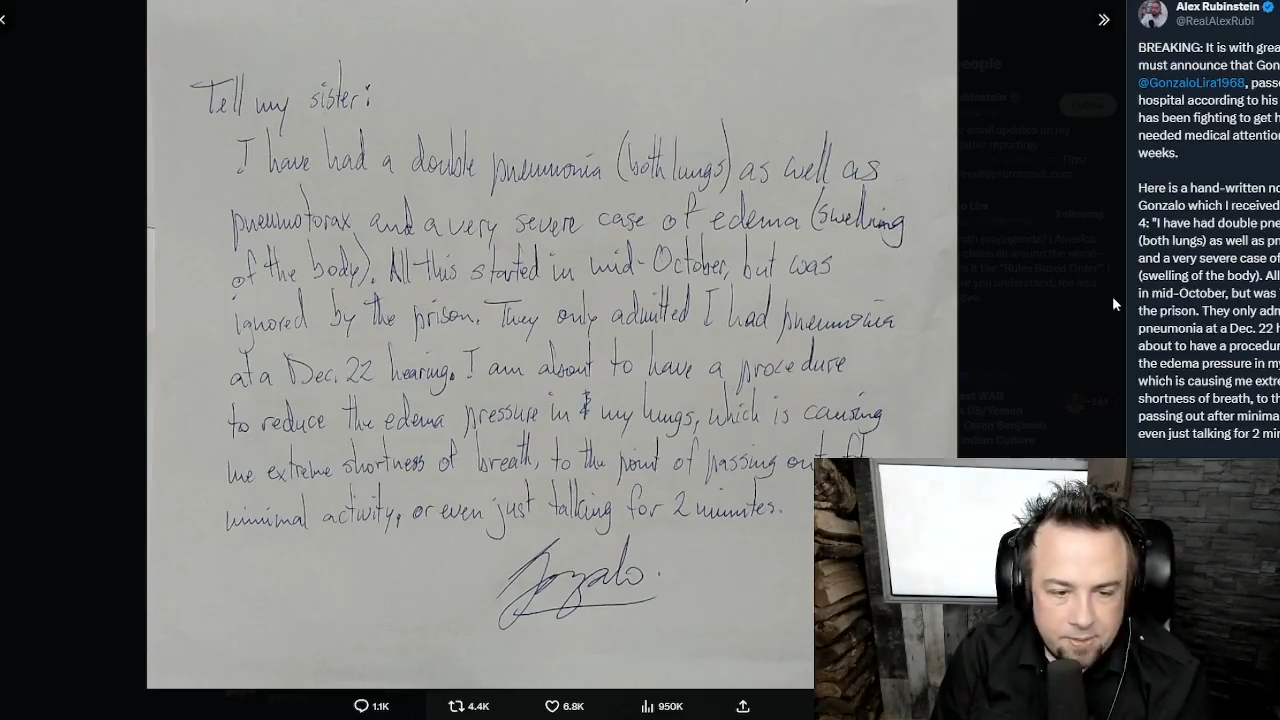 Tell my sister:
I have had a double pneumonia (both lungs) as well as
pneumotorax and a very severe case of edema (swelling
of the body). All this started in mid-October, but was
ignored by the prison. They only admitted I had pneumonia
at a Dec. 22 hearing. I am about to have a procedure
to reduce the edema pressure in my lungs, which is causing
me extreme shortness of breath, to the point of passing out
minimal activity, or even just talking for 2 minutes.
Gonzalo.
1.1K 4.4K 6.8K 950K
Alex Rubinstein
@RealAlexRubi
BREAKING: It is with grea
must announce that Gon
@GonzaloLira1968, passe
hospital according to his
has been fighting to get h
needed medical attentio
weeks.
Here is a hand-written no
Gonzalo which I received
4: "I have had double pne
(both lungs) as well as pn
and a very severe case of
(swelling of the body). All
in mid-October, but was
the prison. They only adm
pneumonia at a Dec. 22 h
about to have a procedur
the edema pressure in my
which is causing me extre
shortness of breath, to th
passing out after minima
even just talking for 2 min